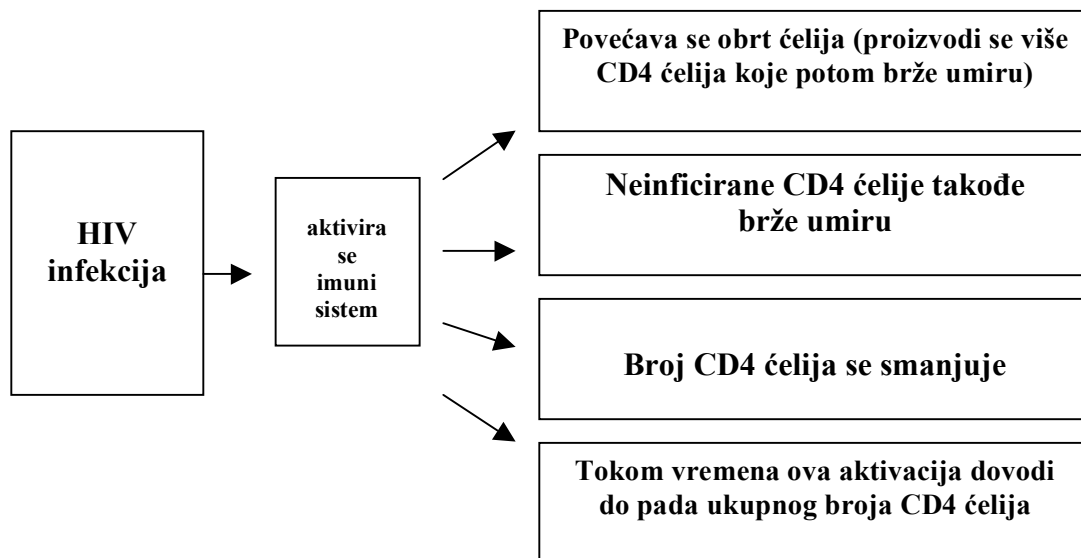 HIV
infekcija
aktivira
se
imuni
sistem
Povećava se obrt ćelija (proizvodi se više
CD4 ćelija koje potom brže umiru)
Neinficirane CD4 ćelije takođe
brže umiru
Broj CD4 ćelija se smanjuje
Tokom vremena ova aktivacija dovodi
do pada ukupnog broja CD4 ćelija